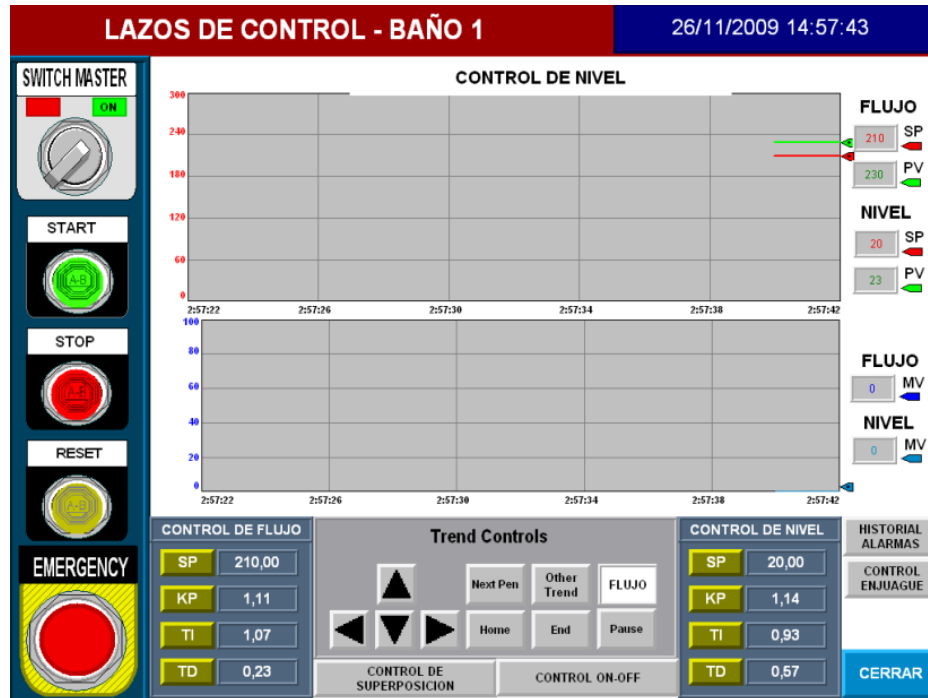 LAZOS DE CONTROL - BAÑO 1
26/11/2009 14:57:43
SWITCH MASTER
ON
START
A-B
STOP
A-B
RESET
A-B
EMERGENCY
CONTROL DE NIVEL
300
240
180
120
60
0
2:57:22 2:57:26 2:57:30 2:57:34 2:57:38 2:57:42
FLUJO
210 SP
230 PV
NIVEL
20 SP
23 PV
100
80
60
40
20
0
2:57:22 2:57:26 2:57:30 2:57:34 2:57:38 2:57:42
FLUJO
0 MV
NIVEL
0 MV
CONTROL DE FLUJO
SP 210,00
KP 1,11
TI 1,07
TD 0,23
Trend Controls
Next Pen
Other
Trend
FLUJO
Home
End
Pause
CONTROL DE
SUPERPOSICION
CONTROL ON-OFF
CONTROL DE NIVEL
SP 20,00
KP 1,14
TI 0,93
TD 0,57
HISTORIAL
ALARMAS
CONTROL
ENJUAGUE
CERRAR